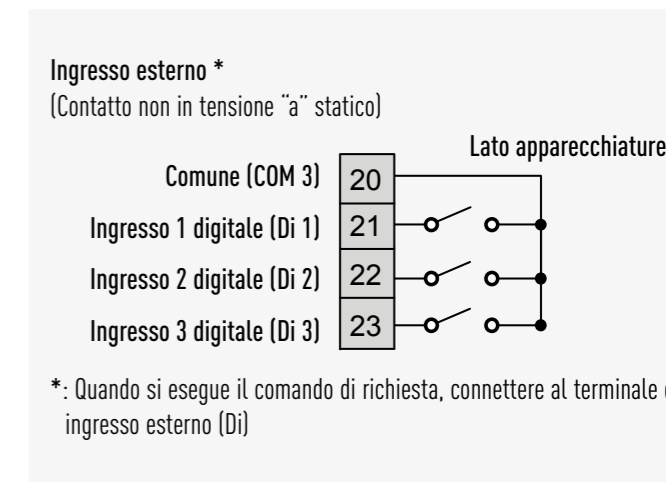 Ingresso esterno *
(Contatto non in tensione “a” statico)
Lato apparecchiature
Comune (COM 3) 20
Ingresso 1 digitale (Di 1) 21
Ingresso 2 digitale (Di 2) 22
Ingresso 3 digitale (Di 3) 23
*: Quando si esegue il comando di richiesta, connettere al terminale
ingresso esterno (Di)